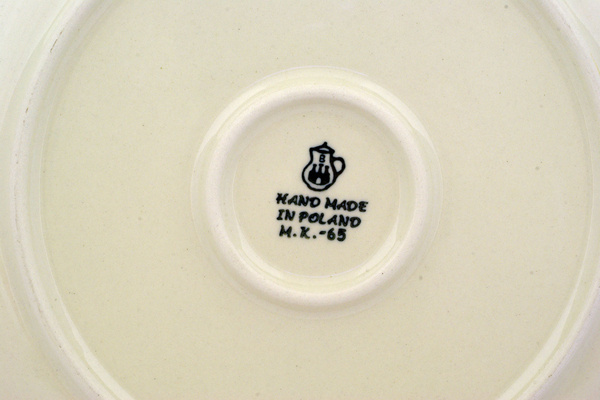 B
HAND MADE
IN POLAND
M.K.-65